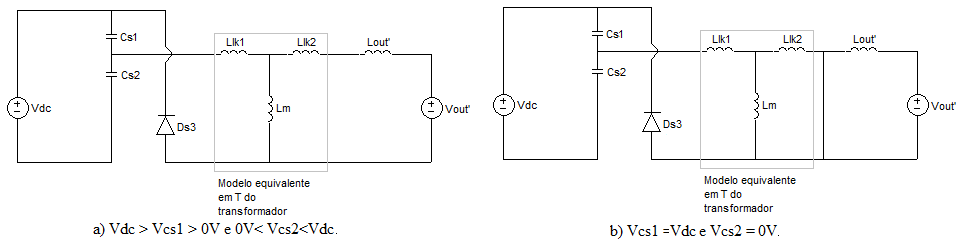 Cs1
Cs2
Vdc
Ds3
Llk1
Llk2
Lout'
Lm
Vout'
Modelo equivalente
em T do
transformador
a) Vdc > Vcs1 > 0V e 0V< Vcs2<Vdc.
Cs1
Cs2
Vdc
Ds3
Llk1
Llk2
Lout'
Lm
Vout'
Modelo equivalente
em T do
transformador
b) Vcs1 =Vdc e Vcs2 = 0V.